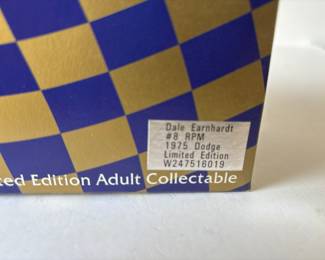 Dale Earnhardt
#8 RPM
1975 Dodge
Limited Edition
W247516019
ted Edition Adult Collectable